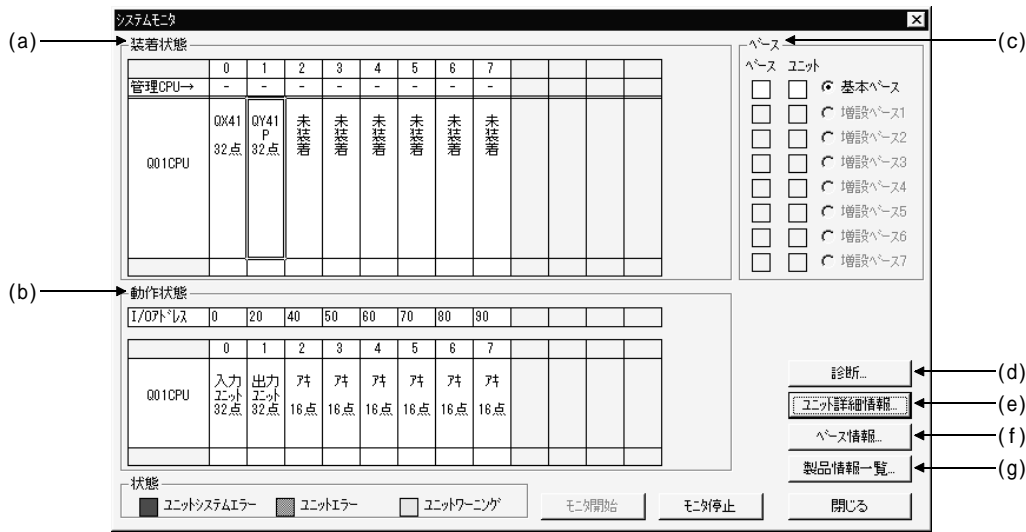 システムモニタ
(a)
装着状態
0 1 2 3 4 5 6 7
管理CPU→ - - - - - - - -
Q01CPU
QX41 32点
QY41P 32点
未装着
未装着
未装着
未装着
未装着
未装着
(c)
ベース
ベース ユニット
基本ベース
増設ベース1
増設ベース2
増設ベース3
増設ベース4
増設ベース5
増設ベース6
増設ベース7
(b)
動作状態
I/Oアドレス 0 20 40 50 60 70 80 90
0 1 2 3 4 5 6 7
Q01CPU
入力ユニット 32点
出力ユニット 32点
アキ 16点
アキ 16点
アキ 16点
アキ 16点
アキ 16点
アキ 16点
診断... (d)
ユニット詳細情報... (e)
ベース情報... (f)
製品情報一覧... (g)
状態
ユニットシステムエラー ユニットエラー ユニットワーニング
モニタ開始 モニタ停止 閉じる